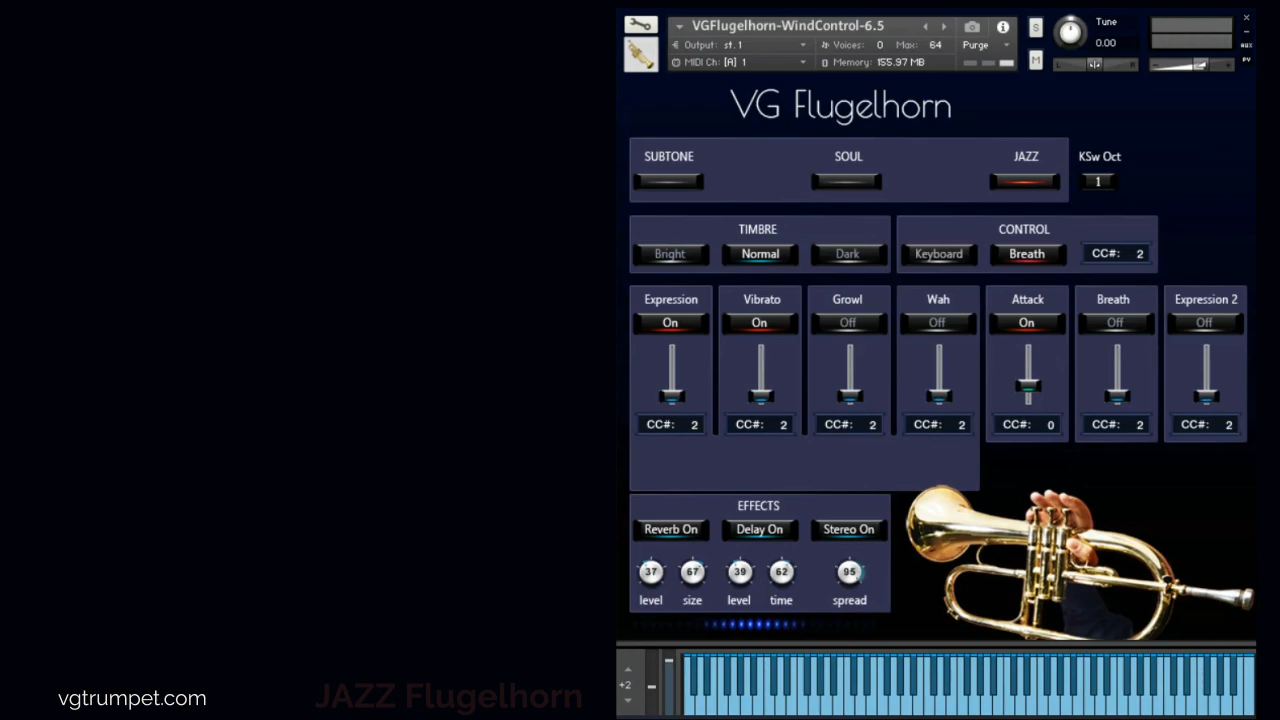 VGFlugelhorn-WindControl-6.5
Output: st. 1 Voices: 0 Max: 64 Purge
MIDI Ch: [A] 1 Memory: 155.97 MB
S
M
Tune
0.00
L R
AUX
PV
VG Flugelhorn
SUBTONE SOUL JAZZ KSw Oct
1
TIMBRE CONTROL
Bright Normal Dark Keyboard Breath CC#: 2
Expression Vibrato Growl Wah Attack Breath Expression 2
On On Off Off On Off Off
CC#: 2 CC#: 2 CC#: 2 CC#: 2 CC#: 0 CC#: 2 CC#: 2
EFFECTS
Reverb On Delay On Stereo On
37 67 39 62 95
level size level time spread
+2
vgtrumpet.com
JAZZ Flugelhorn